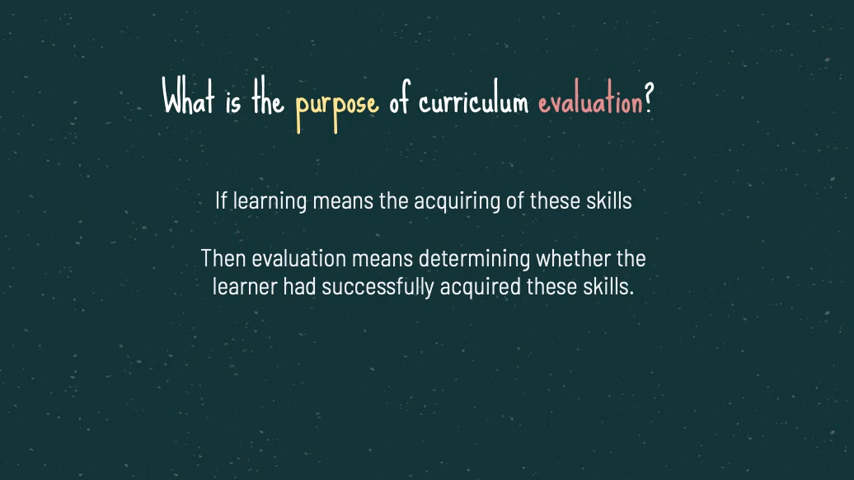 What is the purpose of curriculum evaluation?
If learning means the acquiring of these skills
Then evaluation means determining whether the
learner had successfully acquired these skills.